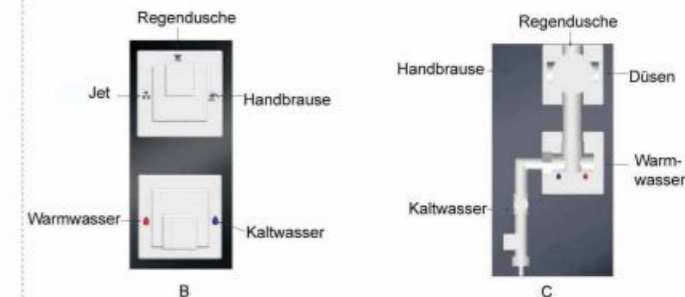 Regendusche
Jet
Handbrause
Warmwasser
Kaltwasser
B
Regendusche
Handbrause
Düsen
Warm-
wasser
Kaltwasser
C